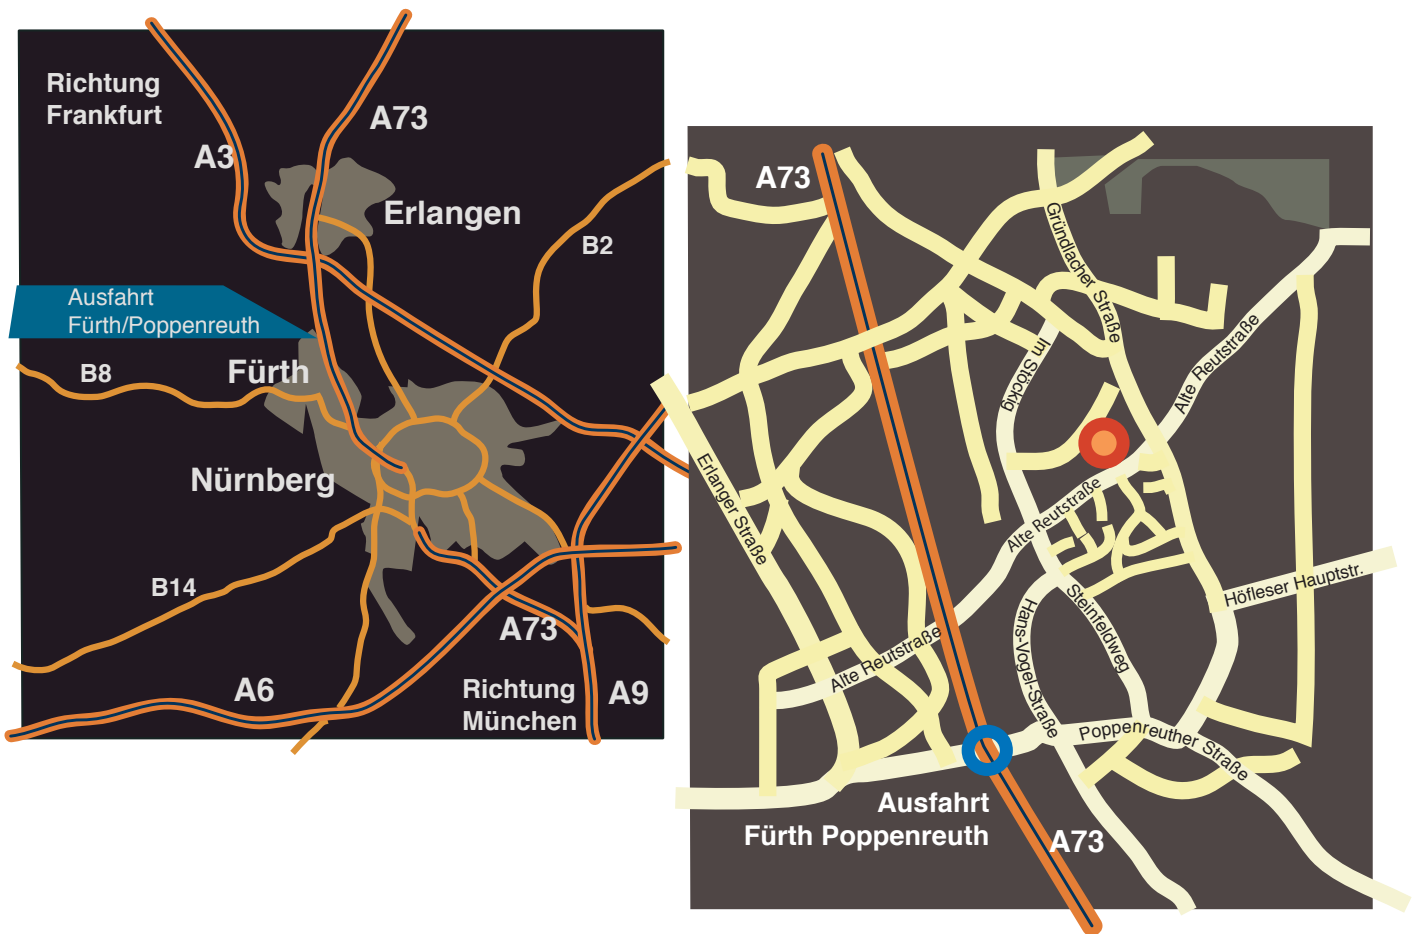 Richtung
Frankfurt
A73
A3
Erlangen
B2
Ausfahrt
Fürth/Poppenreuth
B8
Fürth
Nürnberg
B14
A73
A6
Richtung
München
A9
A73
Gründlacher Straße
Im Stöckig
Alte Reutstraße
Erlanger Straße
Alte Reutstraße
Höfleser Hauptstr.
Steinfeldweg
Hans-Vogel-Straße
Alte Reutstraße
Poppenreuther Straße
Ausfahrt
Fürth Poppenreuth
A73